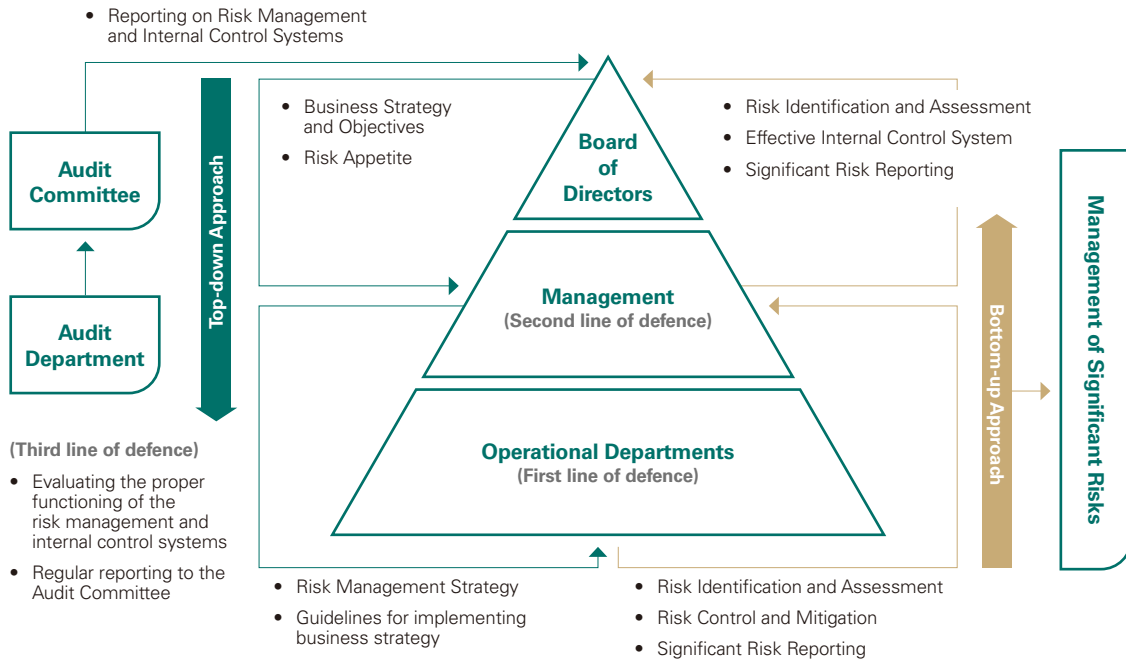 • Reporting on Risk Management
and Internal Control Systems
Audit
Committee
Audit
Department
(Third line of defence)
• Evaluating the proper
functioning of the
risk management and
internal control systems
• Regular reporting to the
Audit Committee
Top-down Approach
• Business Strategy
and Objectives
• Risk Appetite
Board
of
Directors
• Risk Identification and Assessment
• Effective Internal Control System
• Significant Risk Reporting
Management
(Second line of defence)
Operational Departments
(First line of defence)
• Risk Management Strategy
• Guidelines for implementing
business strategy
• Risk Identification and Assessment
• Risk Control and Mitigation
• Significant Risk Reporting
Bottom-up Approach
Management of Significant Risks